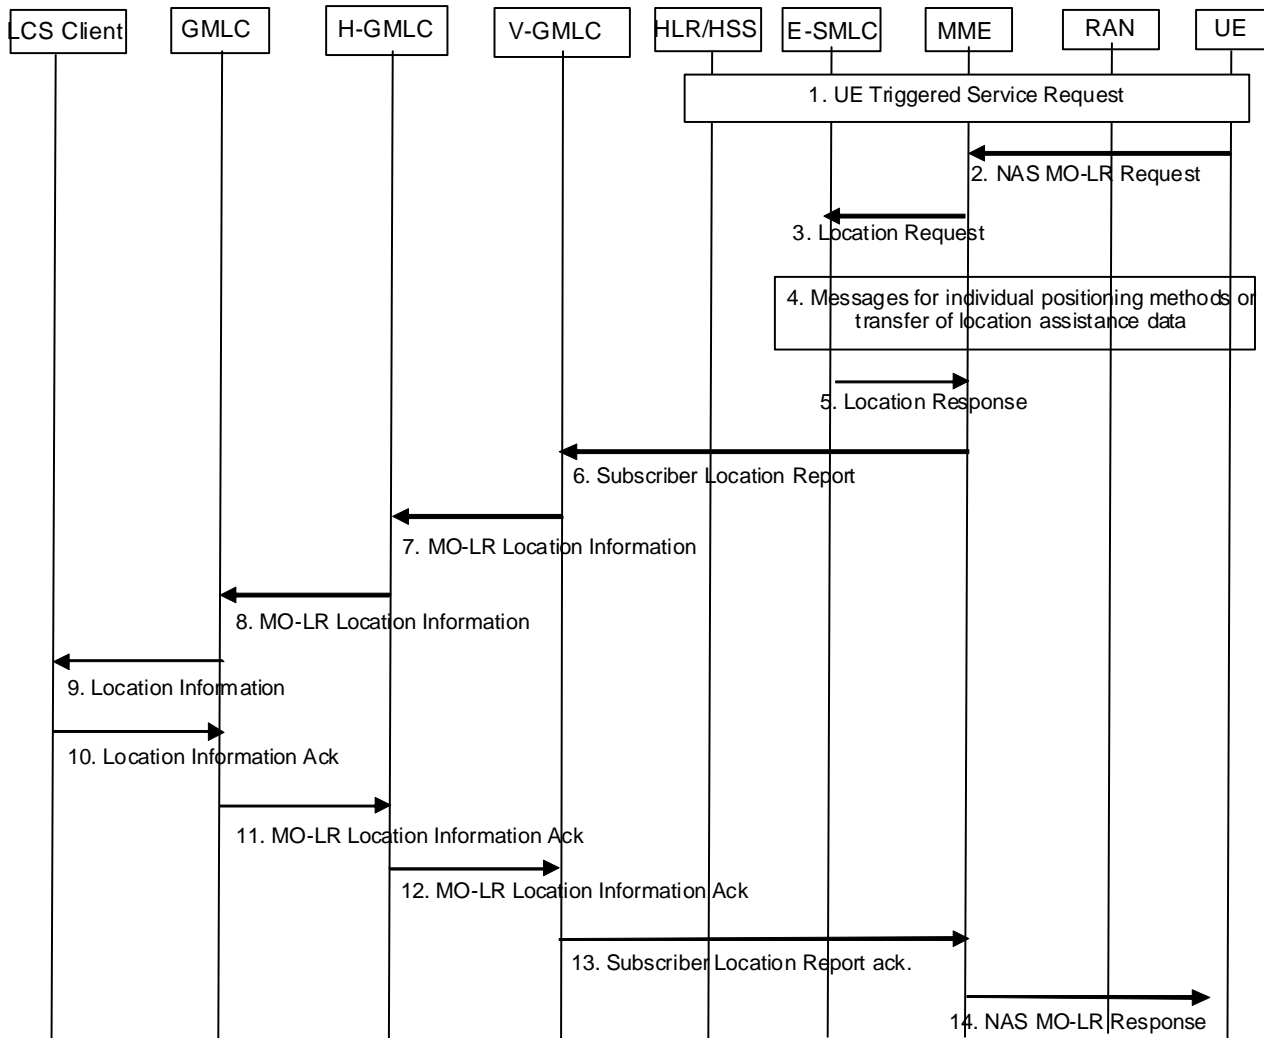 LCS Client
GMLC
H-GMLC
V-GMLC
HLR/HSS
E-SMLC
MME
RAN
UE
1. UE Triggered Service Request
2. NAS MO-LR Request
3. Location Request
4. Messages for individual positioning methods or
transfer of location assistance data
5. Location Response
6. Subscriber Location Report
7. MO-LR Location Information
8. MO-LR Location Information
9. Location Information
10. Location Information Ack
11. MO-LR Location Information Ack
12. MO-LR Location Information Ack
13. Subscriber Location Report ack.
14. NAS MO-LR Response